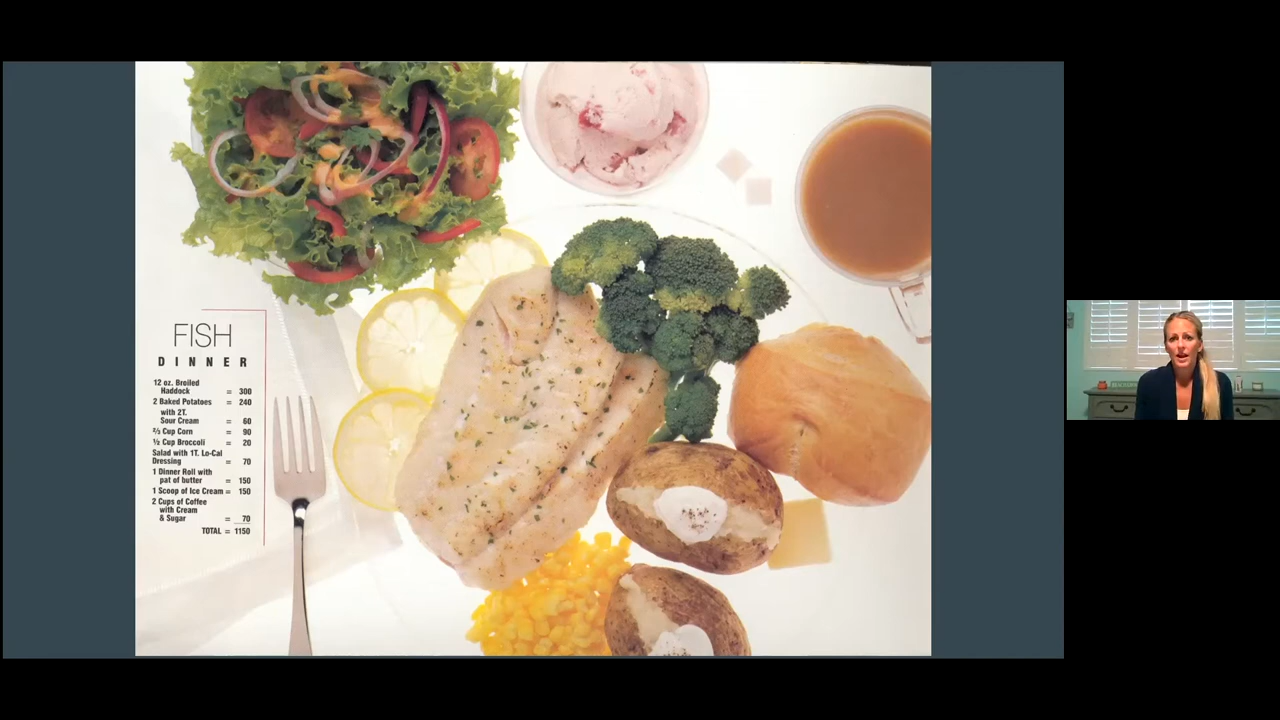 FISH
DINNER
12 oz. Broiled
Haddock = 300
2 Baked Potatoes = 240
with 2T.
Sour Cream = 60
⅔ Cup Corn = 90
½ Cup Broccoli = 20
Salad with 1T. Lo-Cal
Dressing = 70
1 Dinner Roll with
pat of butter = 150
1 Scoop of Ice Cream = 150
2 Cups of Coffee
with Cream
& Sugar = 70
TOTAL = 1150